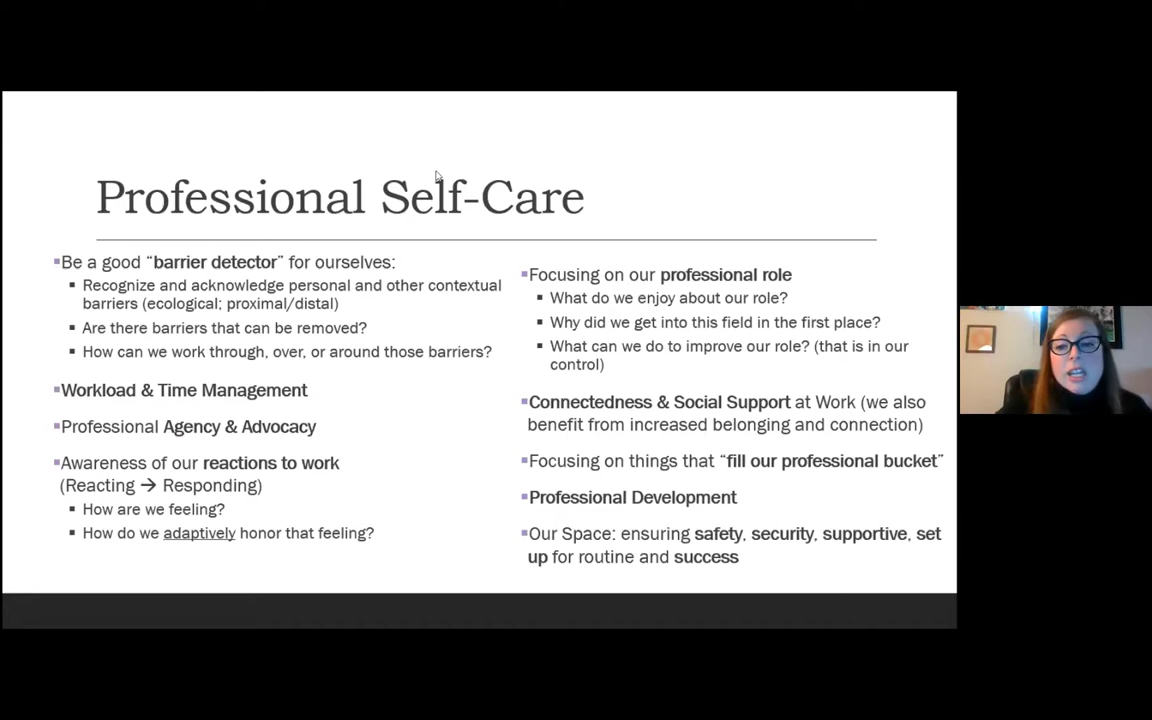 Professional Self-Care
▪Be a good “barrier detector” for ourselves:
▪ Recognize and acknowledge personal and other contextual
barriers (ecological; proximal/distal)
▪ Are there barriers that can be removed?
▪ How can we work through, over, or around those barriers?
▪Workload & Time Management
▪Professional Agency & Advocacy
▪Awareness of our reactions to work
(Reacting → Responding)
▪ How are we feeling?
▪ How do we adaptively honor that feeling?
▪Focusing on our professional role
▪ What do we enjoy about our role?
▪ Why did we get into this field in the first place?
▪ What can we do to improve our role? (that is in our
control)
▪Connectedness & Social Support at Work (we also
benefit from increased belonging and connection)
▪Focusing on things that “fill our professional bucket”
▪Professional Development
▪Our Space: ensuring safety, security, supportive, set
up for routine and success